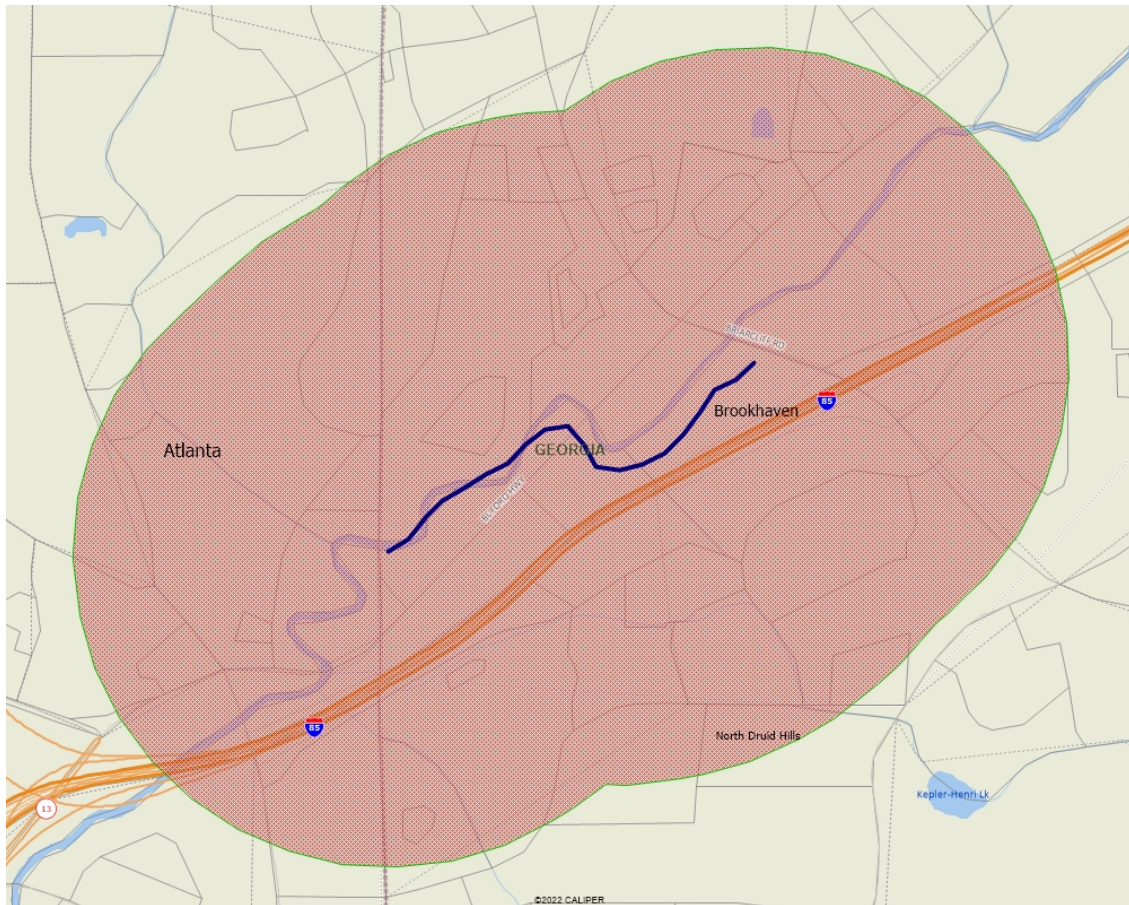 BRIARCLIFF RD
85
Brookhaven
Atlanta
GEORGIA
BUFORD HWY
85
North Druid Hills
Kepler-Henri Lk
13
©2022 CALIPER